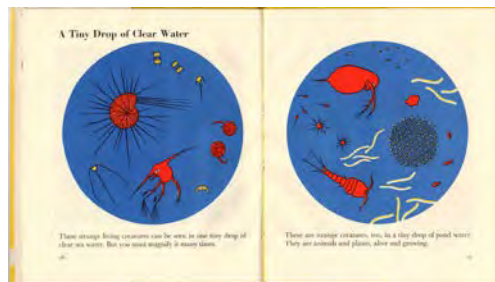 A Tiny Drop of Clear Water
These strange living creatures can be seen in one tiny drop of
clear sea water. But you must magnify it many times.
These are strange creatures, too, in a tiny drop of pond water.
They are animals and plants, alive and growing.